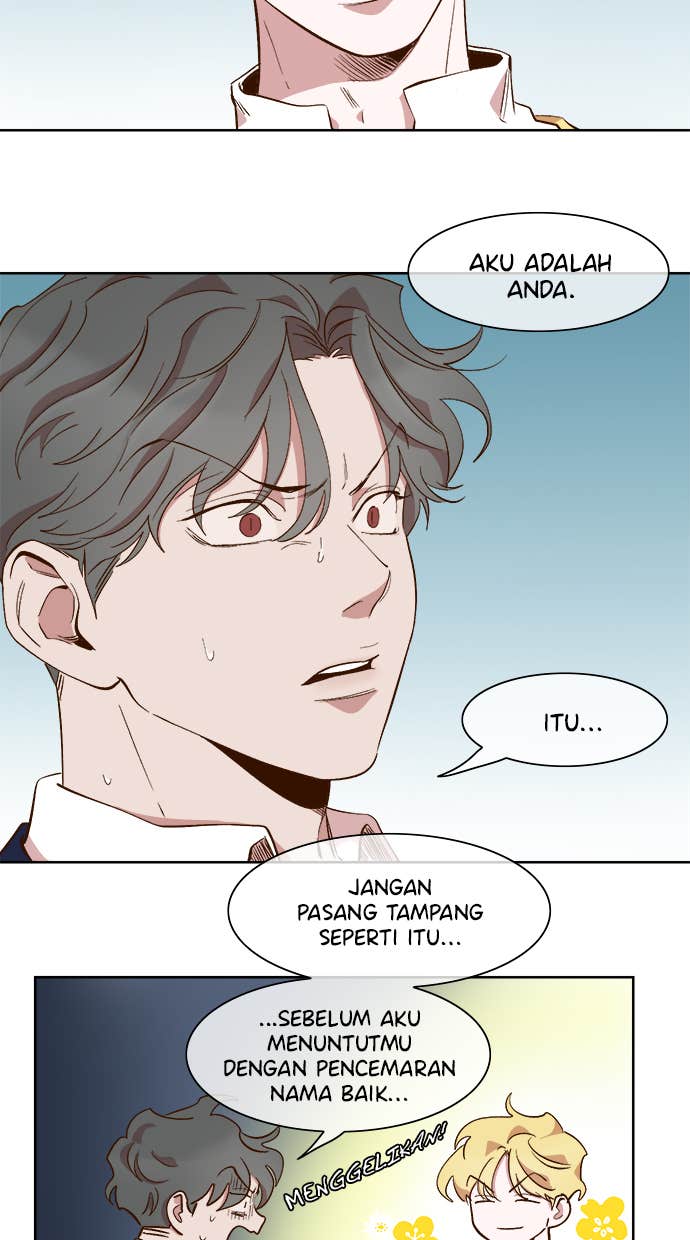 AKU ADALAH
ANDA.
ITU...
JANGAN
PASANG TAMPANG
SEPERTI ITU...
...SEBELUM AKU
MENUNTUTMU
DENGAN PENCEMARAN
NAMA BAIK...
MENGGELIKAN!